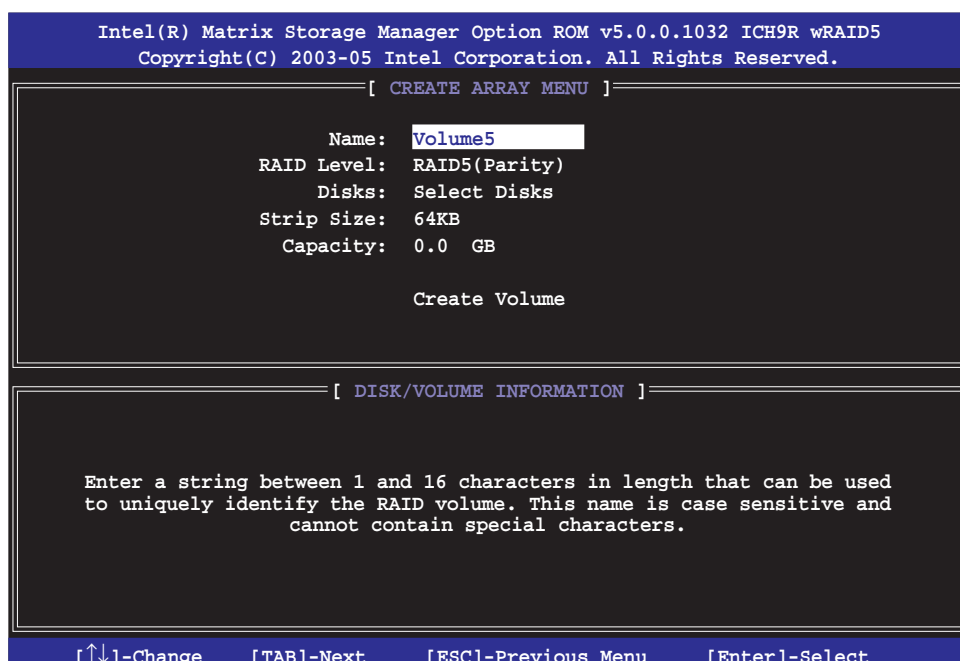 Intel(R) Matrix Storage Manager Option ROM v5.0.0.1032 ICH9R wRAID5
Copyright(C) 2003-05 Intel Corporation. All Rights Reserved.
[ CREATE ARRAY MENU ]
Name: Volume5
RAID Level: RAID5(Parity)
Disks: Select Disks
Strip Size: 64KB
Capacity: 0.0 GB
Create Volume
[ DISK/VOLUME INFORMATION ]
Enter a string between 1 and 16 characters in length that can be used
to uniquely identify the RAID volume. This name is case sensitive and
cannot contain special characters.
[↑↓]-Change [TAB]-Next [ESC]-Previous Menu [Enter]-Select